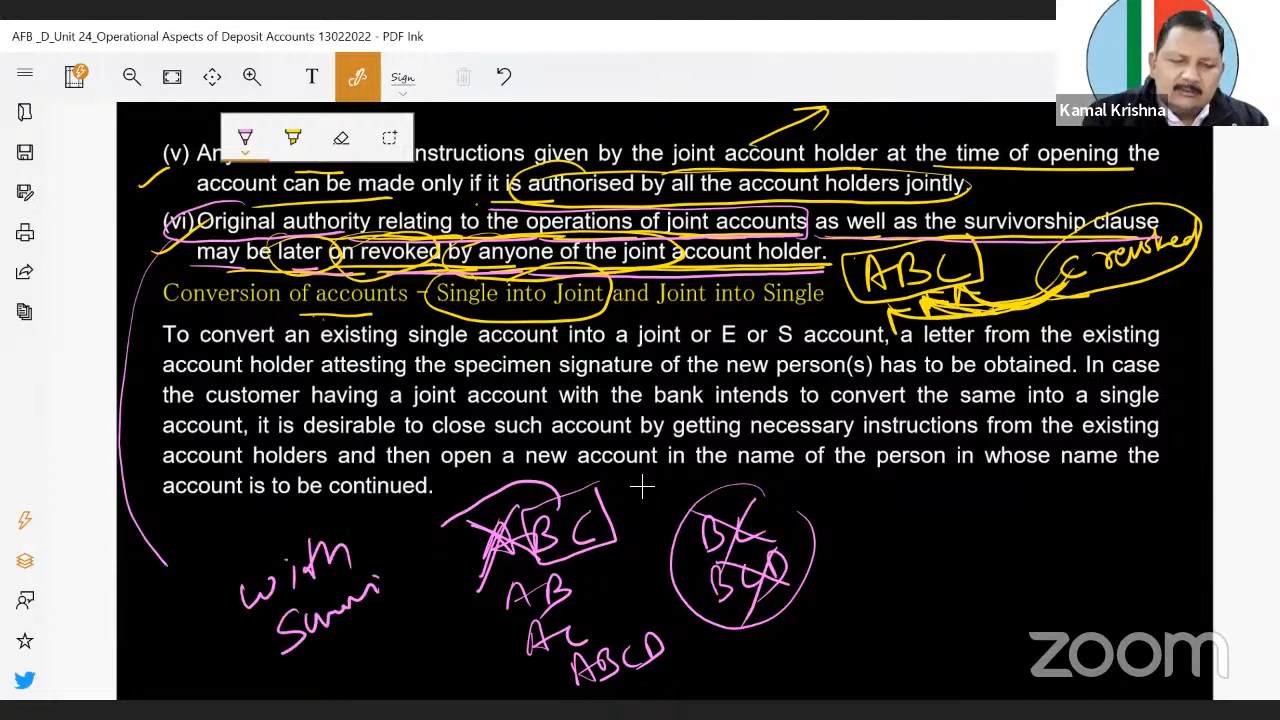 AFB _D_Unit 24_Operational Aspects of Deposit Accounts 13022022 - PDF Ink
Kamal Krishna
T
Sign
(v) instructions given by the joint account holder at the time of opening the
account can be made only if it is authorised by all the account holders jointly.
(vi) Original authority relating to the operations of joint accounts as well as the survivorship clause
may be later on revoked by anyone of the joint account holder.
ABC
C revoked
Conversion of accounts – Single into Joint and Joint into Single
To convert an existing single account into a joint or E or S account, a letter from the existing
account holder attesting the specimen signature of the new person(s) has to be obtained. In case
the customer having a joint account with the bank intends to convert the same into a single
account, it is desirable to close such account by getting necessary instructions from the existing
account holders and then open a new account in the name of the person in whose name the
account is to be continued.
ABC
BC
with
AB
BCD
AC
ABCD
zoom